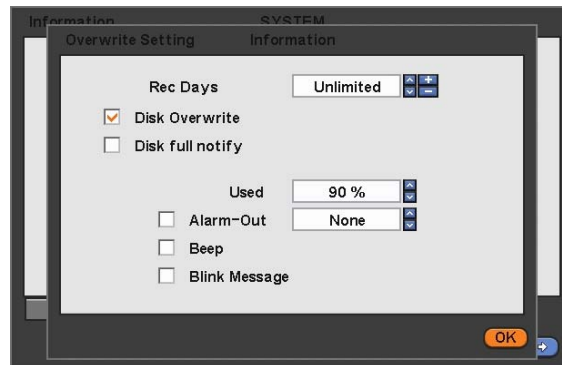 Information SYSTEM
Overwrite Setting Information
Rec Days Unlimited
Disk Overwrite
Disk full notify
Used 90 %
Alarm-Out None
Beep
Blink Message
OK